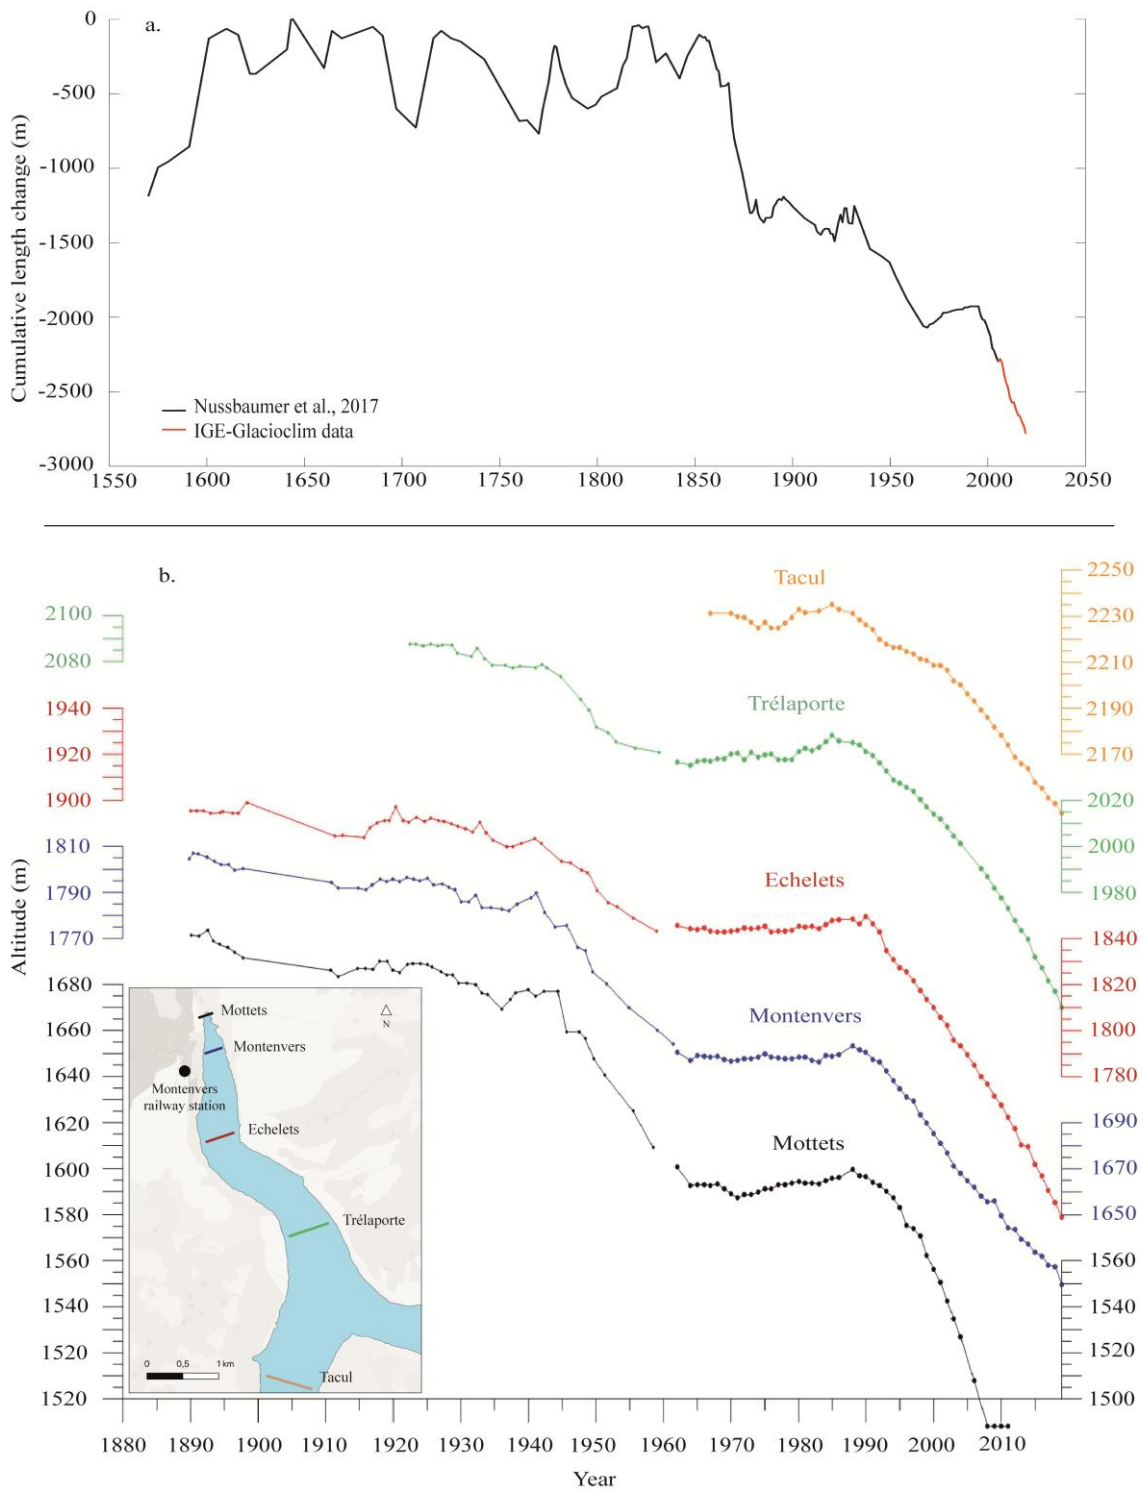 a.
0
-500
-1000
-1500
-2000
-2500
-3000
Cumulative length change (m)
Nussbaumer et al., 2017
IGE-Glacioclim data
1550 1600 1650 1700 1750 1800 1850 1900 1950 2000 2050
b.
Tacul
2250
2230
2210
2190
2170
2100
2080
Trélaporte
2020
2000
1980
1940
1920
1900
Echelets
1840
1820
1800
1780
1810
1790
1770
Montenvers
1690
1670
1650
Altitude (m)
1680
1660
1640
1620
1600
1580
1560
1540
1520
1520
Mottets
1560
1540
1520
1500
Mottets
N
Montenvers
Montenvers
railway station
Echelets
Trélaporte
Tacul
0 0,5 1 km
1880 1890 1900 1910 1920 1930 1940 1950 1960 1970 1980 1990 2000 2010
Year